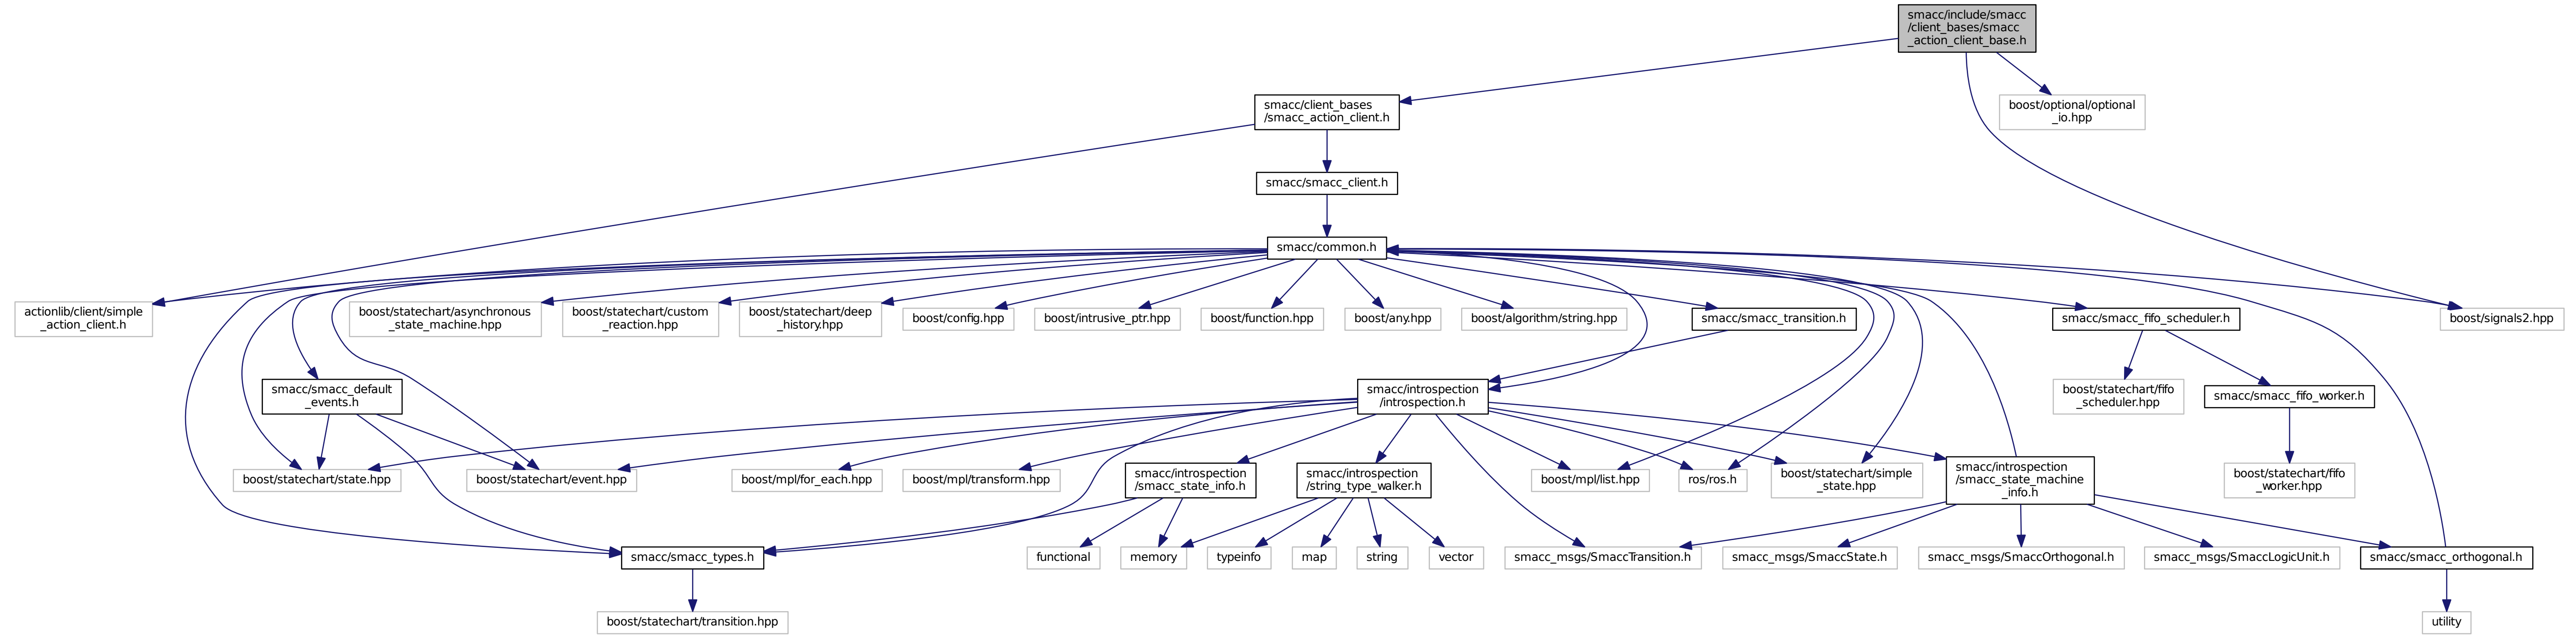 smacc/include/smacc
/client_bases/smacc
_action_client_base.h
smacc/client_bases
/smacc_action_client.h
boost/optional/optional
_io.hpp
smacc/smacc_client.h
smacc/common.h
actionlib/client/simple
_action_client.h
boost/statechart/asynchronous
_state_machine.hpp
boost/statechart/custom
_reaction.hpp
boost/statechart/deep
_history.hpp
boost/config.hpp
boost/intrusive_ptr.hpp
boost/function.hpp
boost/any.hpp
boost/algorithm/string.hpp
smacc/smacc_transition.h
smacc/smacc_fifo_scheduler.h
boost/signals2.hpp
smacc/smacc_default
_events.h
smacc/introspection
/introspection.h
boost/statechart/fifo
_scheduler.hpp
smacc/smacc_fifo_worker.h
boost/statechart/state.hpp
boost/statechart/event.hpp
boost/mpl/for_each.hpp
boost/mpl/transform.hpp
smacc/introspection
/smacc_state_info.h
smacc/introspection
/string_type_walker.h
boost/mpl/list.hpp
ros/ros.h
boost/statechart/simple
_state.hpp
smacc/introspection
/smacc_state_machine
_info.h
boost/statechart/fifo
_worker.hpp
smacc/smacc_types.h
functional
memory
typeinfo
map
string
vector
smacc_msgs/SmaccTransition.h
smacc_msgs/SmaccState.h
smacc_msgs/SmaccOrthogonal.h
smacc_msgs/SmaccLogicUnit.h
smacc/smacc_orthogonal.h
boost/statechart/transition.hpp
utility